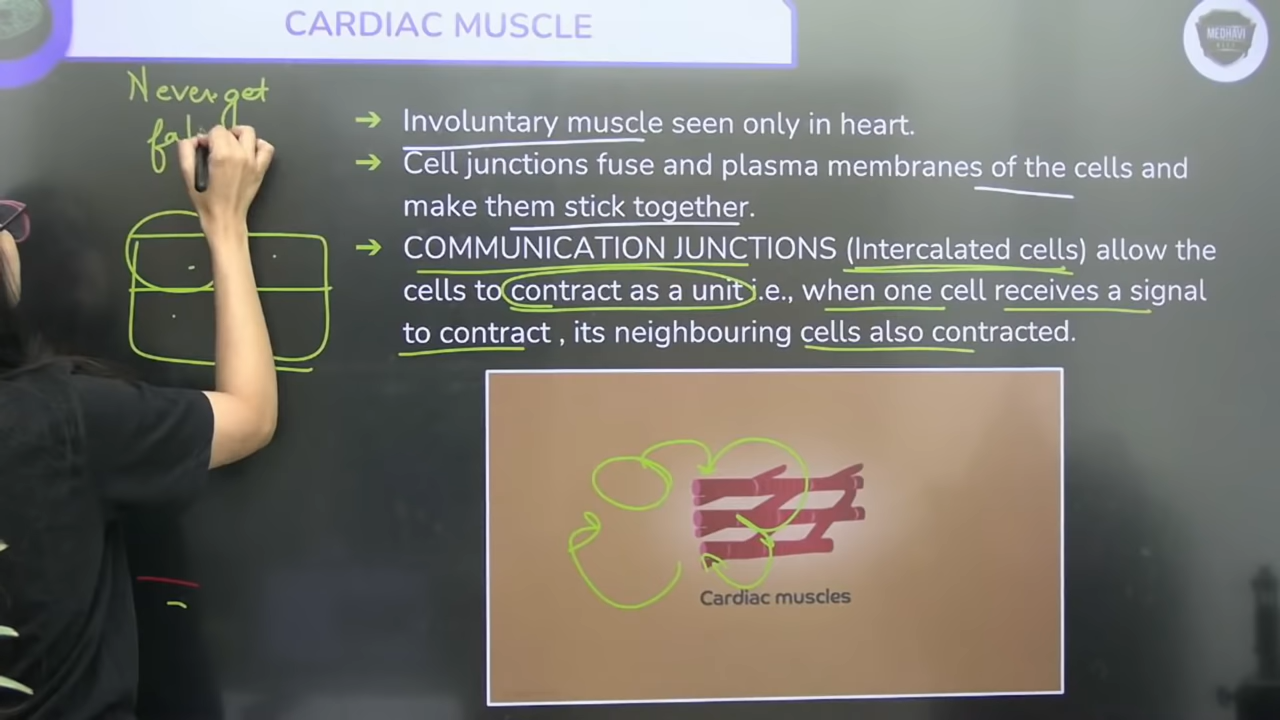 CARDIAC MUSCLE
MEDHAVI
Never get
➔ Involuntary muscle seen only in heart.
➔ Cell junctions fuse and plasma membranes of the cells and
make them stick together.
➔ COMMUNICATION JUNCTIONS (Intercalated cells) allow the
cells to contract as a unit i.e., when one cell receives a signal
to contract , its neighbouring cells also contracted.
Cardiac muscles